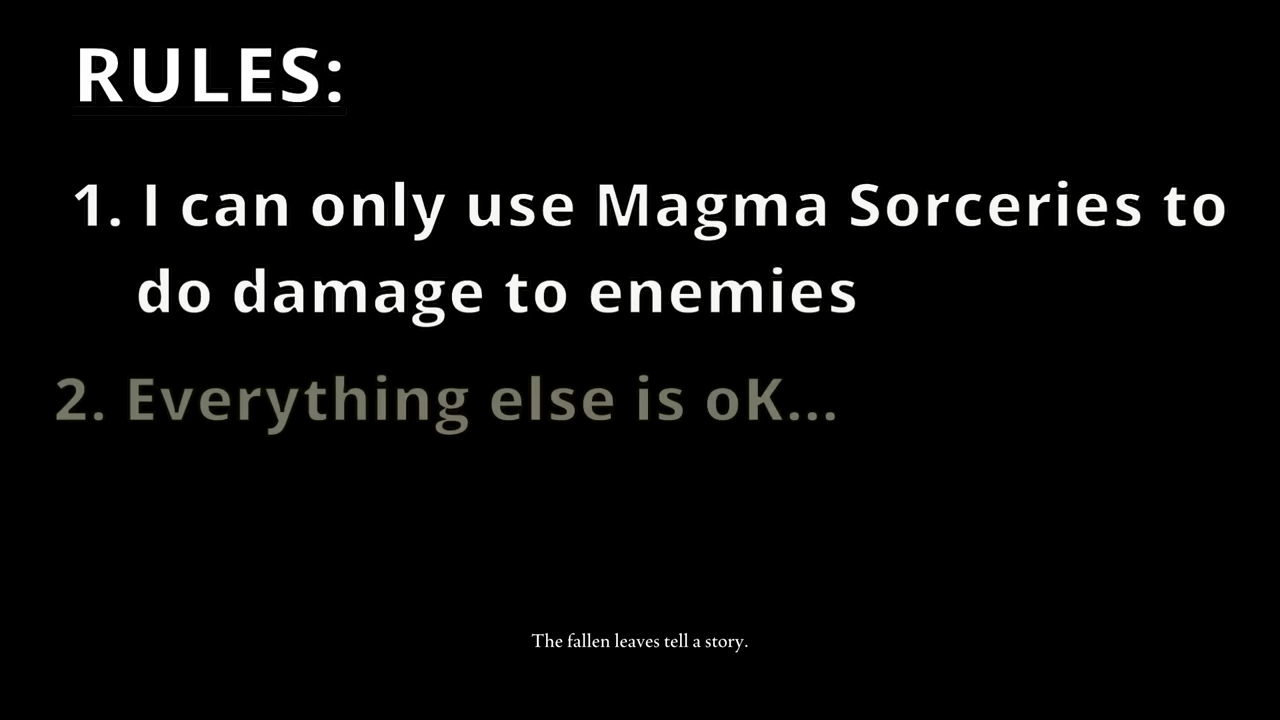 RULES:
1. I can only use Magma Sorceries to
do damage to enemies
2. Everything else is oK...
The fallen leaves tell a story.